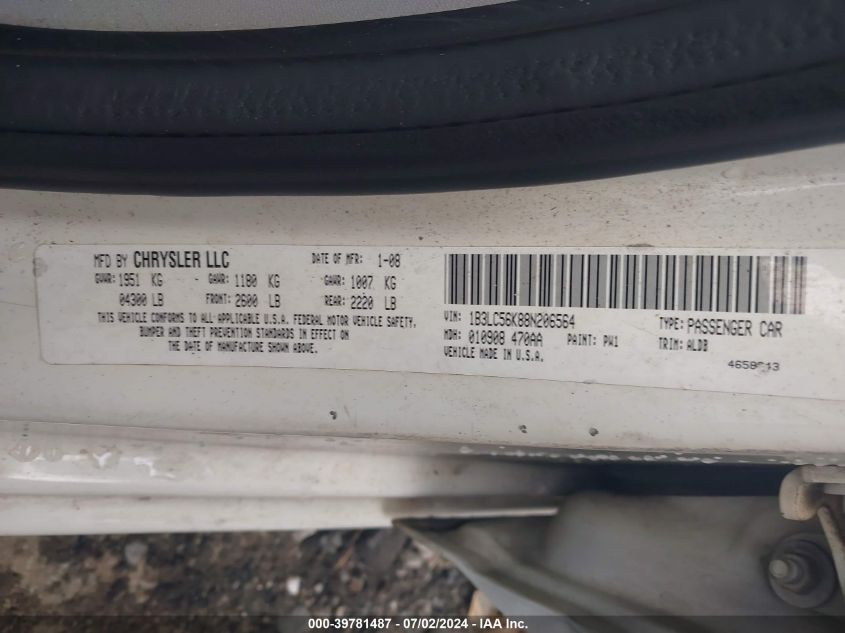 MFD BY CHRYSLER LLC DATE OF MFR: 1-08
GVWR: 1951 KG - GAWR: 1180 KG - GAWR: 1007 KG
04300 LB FRONT: 2600 LB REAR: 2220 LB
THIS VEHICLE CONFORMS TO ALL-APPLICABLE U.S.A. FEDERAL MOTOR VEHICLE SAFETY,
BUMPER AND THEFT PREVENTION STANDARDS IN EFFECT ON
THE DATE OF MANUFACTURE SHOWN ABOVE.
VIN: 1B3LC56K88N206564 TYPE: PASSENGER CAR
MDH: 010908 470AA PAINT: PW1 TRIM: ALDB
VEHICLE MADE IN U.S.A.
000-39781487 - 07/02/2024 - IAA Inc.